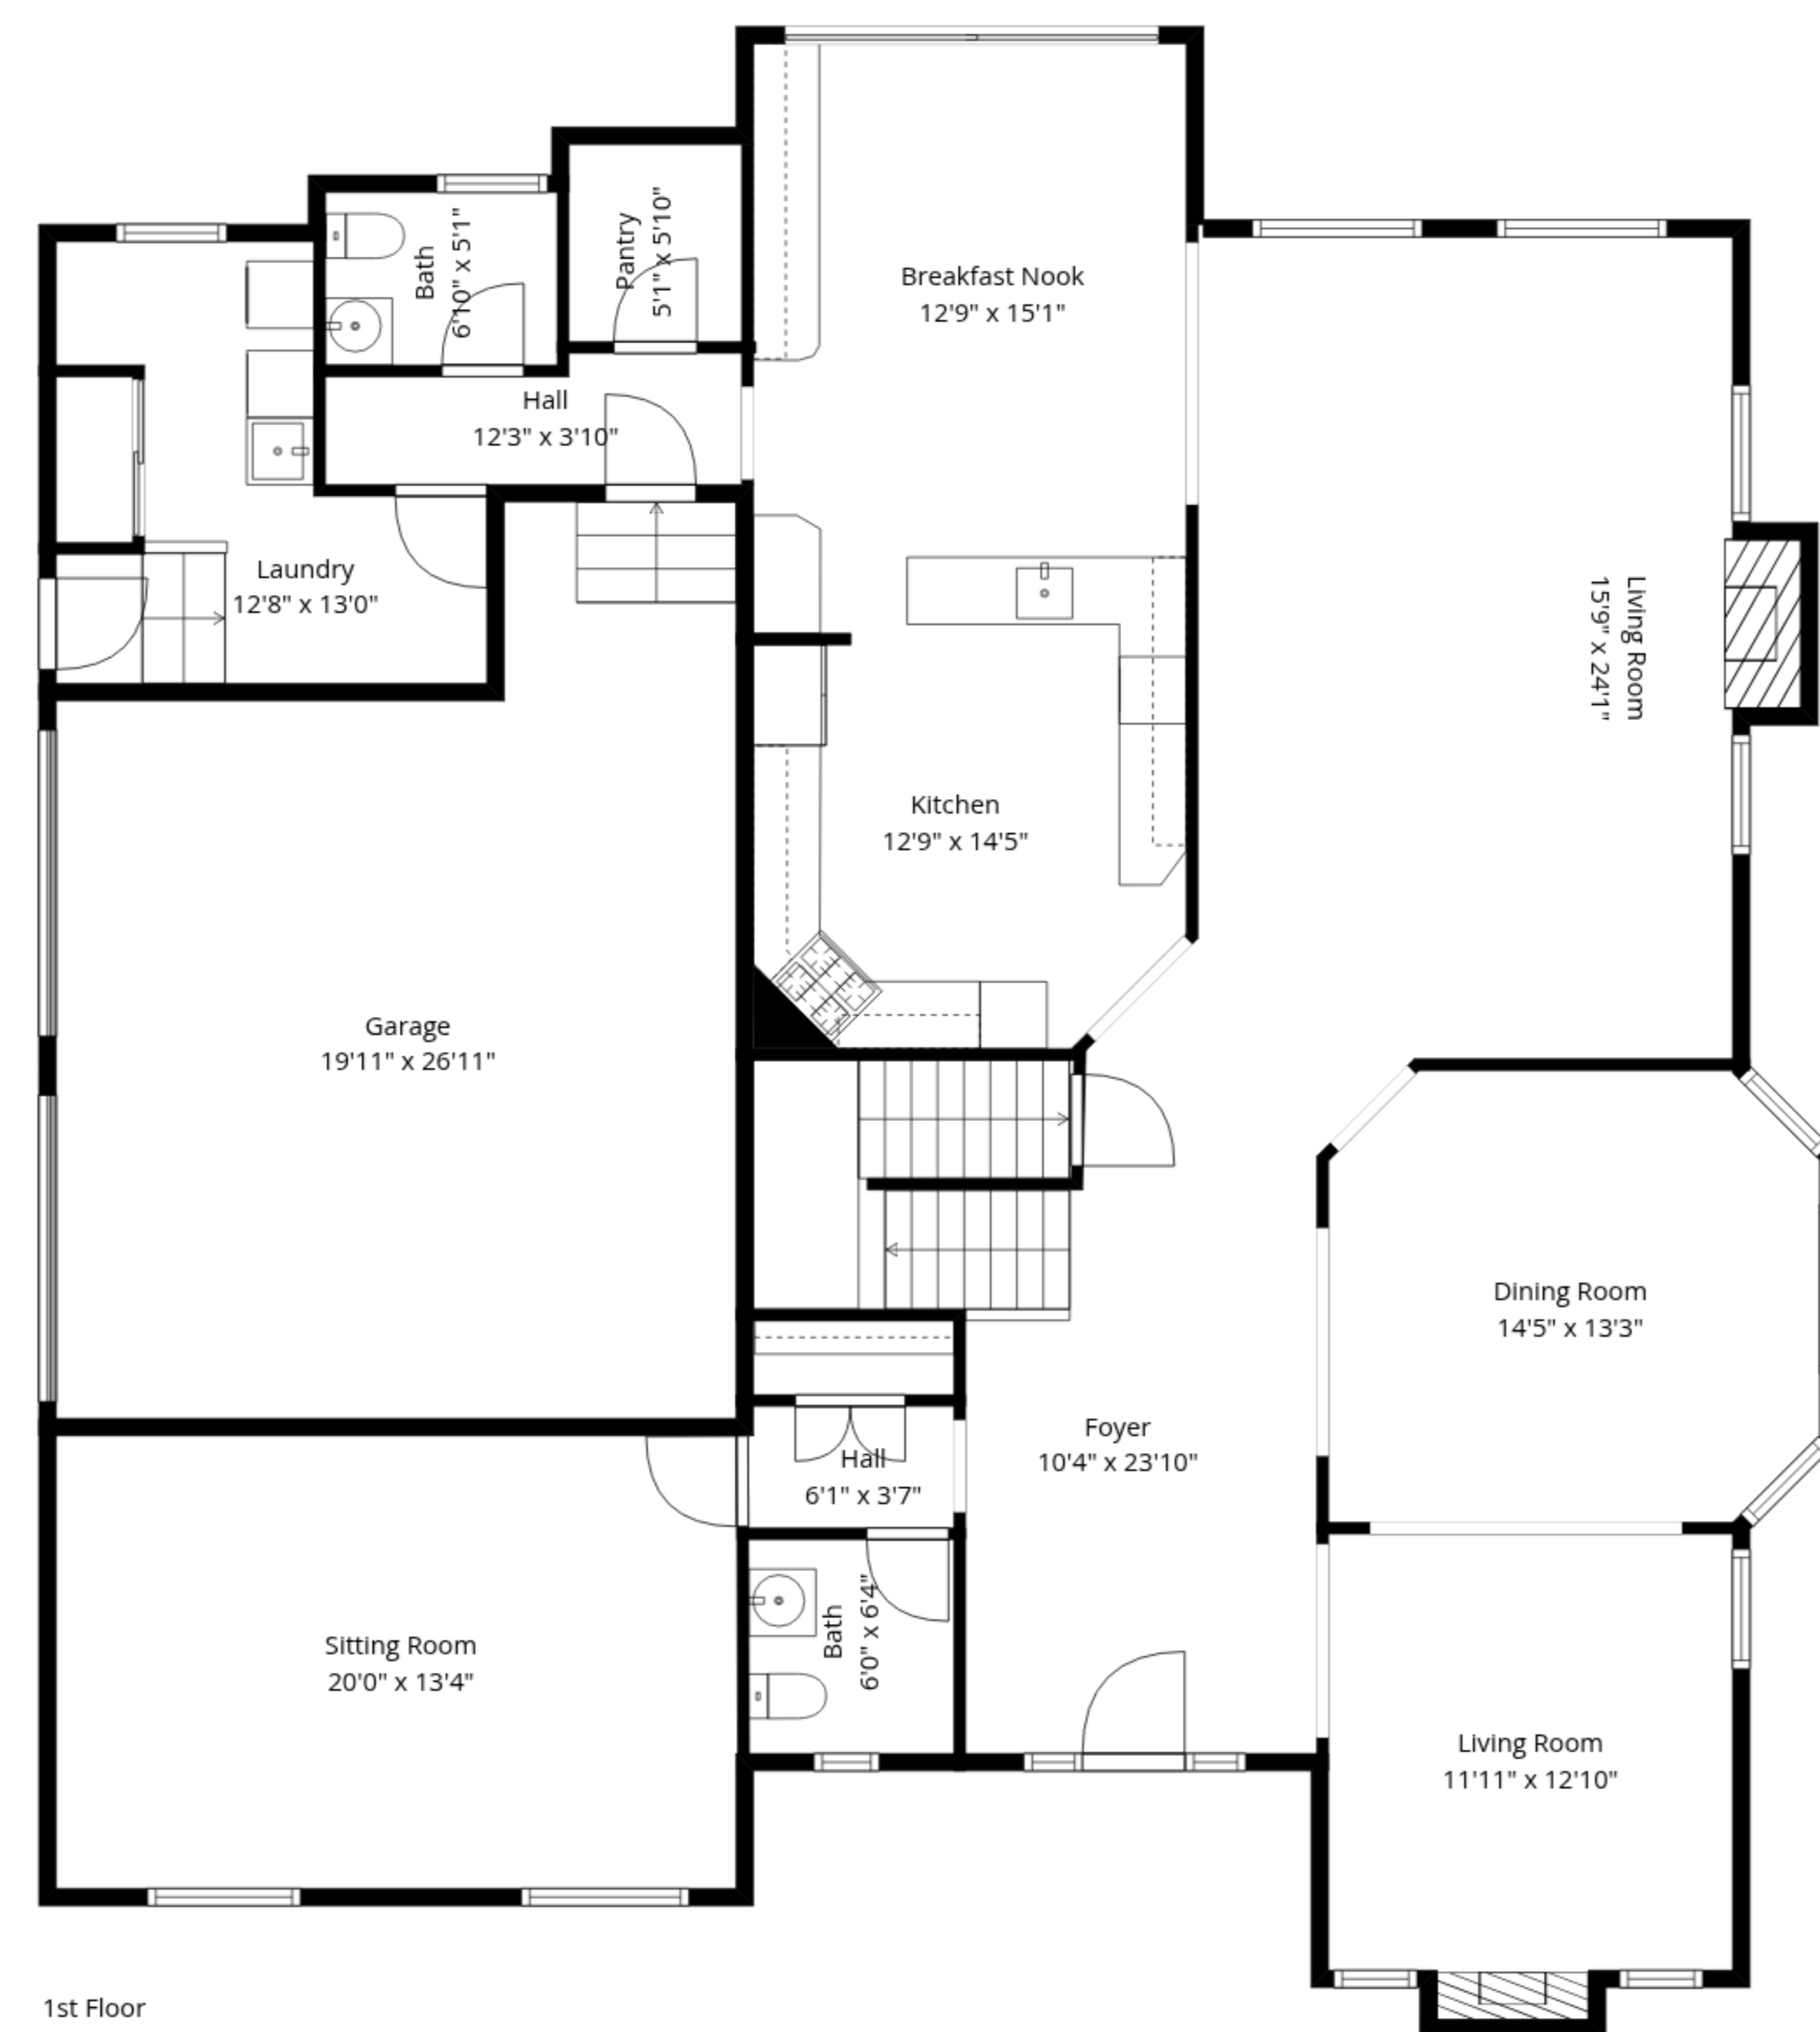 Bath
6'10" x 5'1"
Pantry
5'1" x 5'10"
Breakfast Nook
12'9" x 15'1"
Hall
12'3" x 3'10"
Laundry
12'8" x 13'0"
Living Room
15'9" x 24'1"
Kitchen
12'9" x 14'5"
Garage
19'11" x 26'11"
Dining Room
14'5" x 13'3"
Foyer
10'4" x 23'10"
Hall
6'1" x 3'7"
Bath
6'0" x 6'4"
Sitting Room
20'0" x 13'4"
Living Room
11'11" x 12'10"
1st Floor